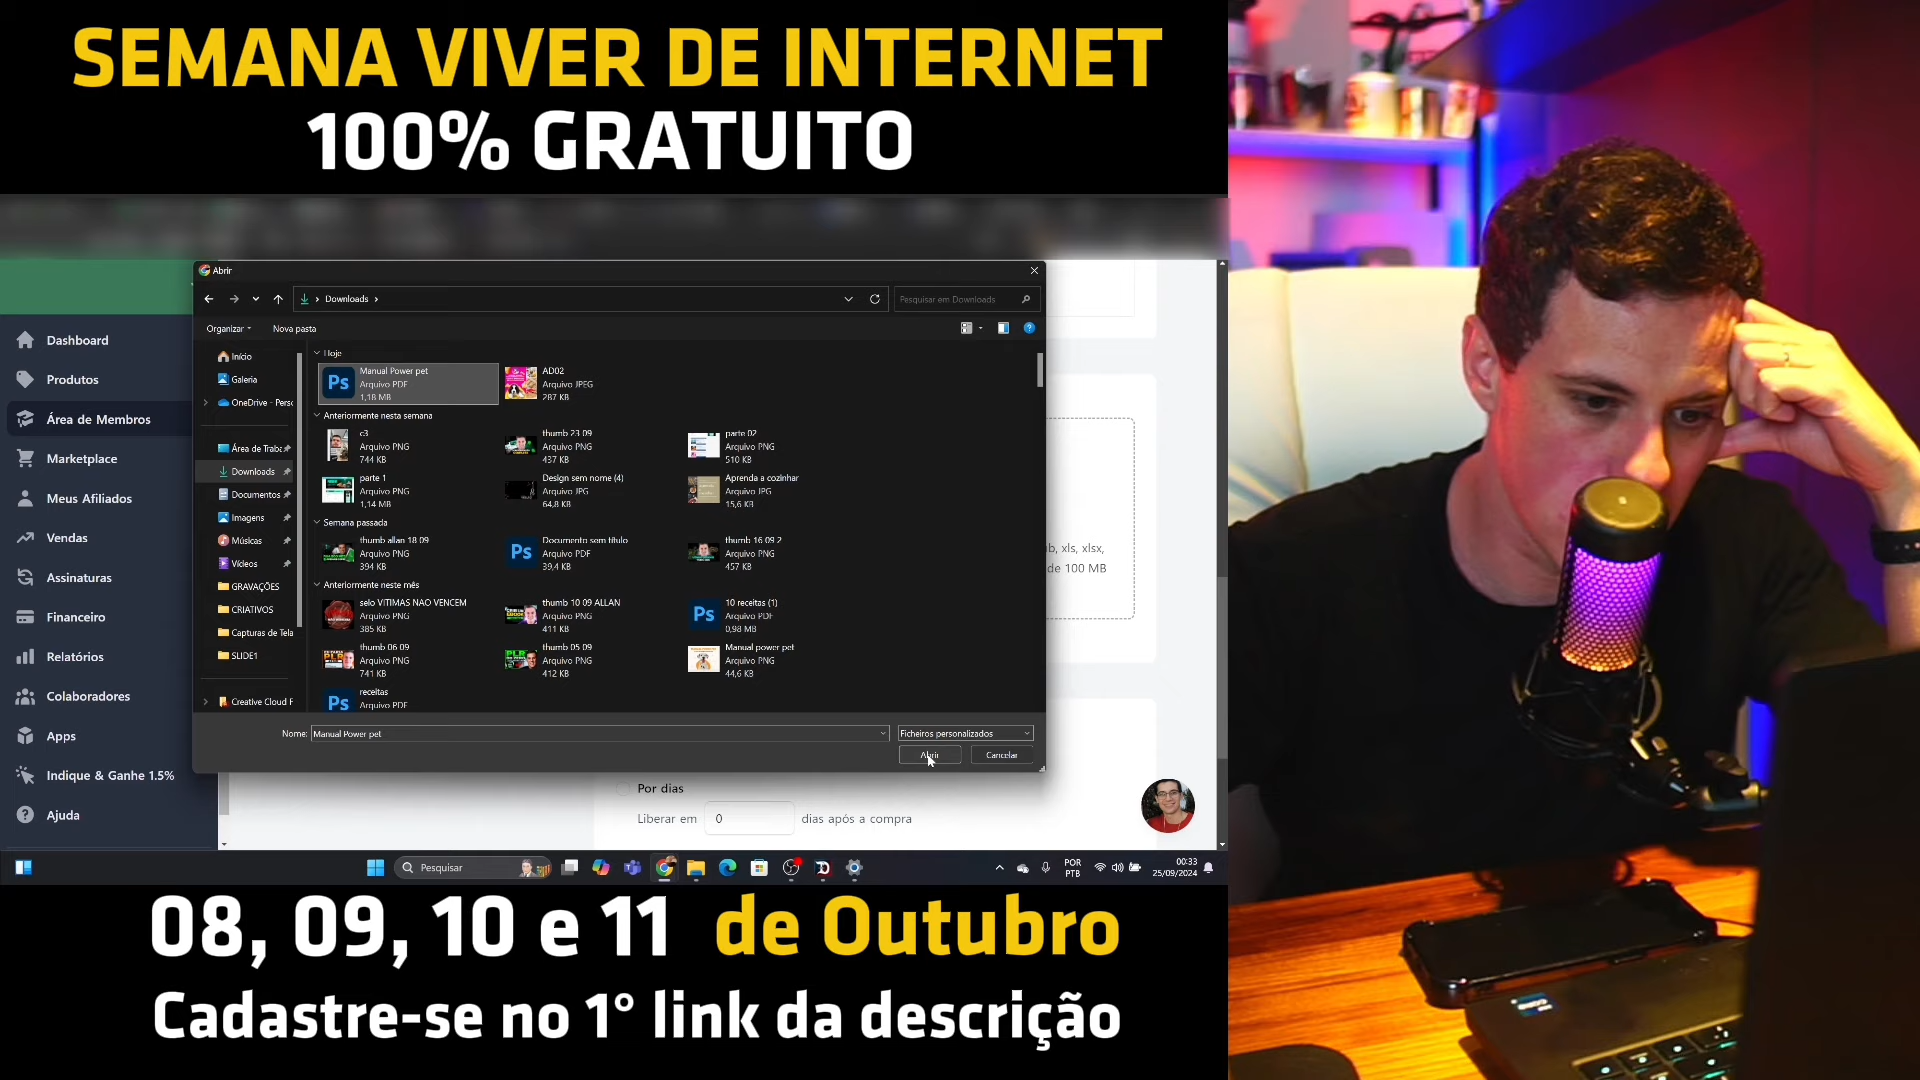 SEMANA VIVER DE INTERNET
100% GRATUITO
Abrir
Downloads
Pesquisar em Downloads
Organizar
Nova pasta
Dashboard
Produtos
Área de Membros
Marketplace
Meus Afiliados
Vendas
Assinaturas
Financeiro
Relatórios
Colaboradores
Apps
Indique & Ganhe 1.5%
Ajuda
Início
Galeria
OneDrive - Perso
Área de Traba
Downloads
Documentos
Imagens
Músicas
Vídeos
GRAVAÇÕES
CRIATIVOS
Capturas de Tela
SLIDE1
Creative Cloud F
Hoje
Manual Power pet
Arquivo PDF
1,18 MB
AD02
Arquivo JPEG
287 KB
Anteriormente nesta semana
c3
Arquivo PNG
744 KB
thumb 23 09
Arquivo PNG
437 KB
parte 02
Arquivo PNG
510 KB
parte 1
Arquivo PNG
1,14 MB
Design sem nome (4)
Arquivo JPG
64,8 KB
Aprenda a cozinhar
Arquivo JPG
15,6 KB
Semana passada
thumb allan 18 09
Arquivo PNG
394 KB
Documento sem título
Arquivo PDF
39,4 KB
thumb 16 09 2
Arquivo PNG
457 KB
Anteriormente neste mês
selo VITIMAS NAO VENCEM
Arquivo PNG
385 KB
thumb 10 09 ALLAN
Arquivo PNG
411 KB
10 receitas (1)
Arquivo PDF
0,98 MB
thumb 06 09
Arquivo PNG
741 KB
thumb 05 09
Arquivo PNG
412 KB
Manual power pet
Arquivo PNG
44,6 KB
receitas
Arquivo PDF
Nome: Manual Power pet
Ficheiros personalizados
Abrir
Cancelar
b, xls, xlsx,
de 100 MB
Por dias
Liberar em 0 dias após a compra
Pesquisar
POR
PTB
00:33
25/09/2024
08, 09, 10 e 11 de Outubro
Cadastre-se no 1° link da descrição